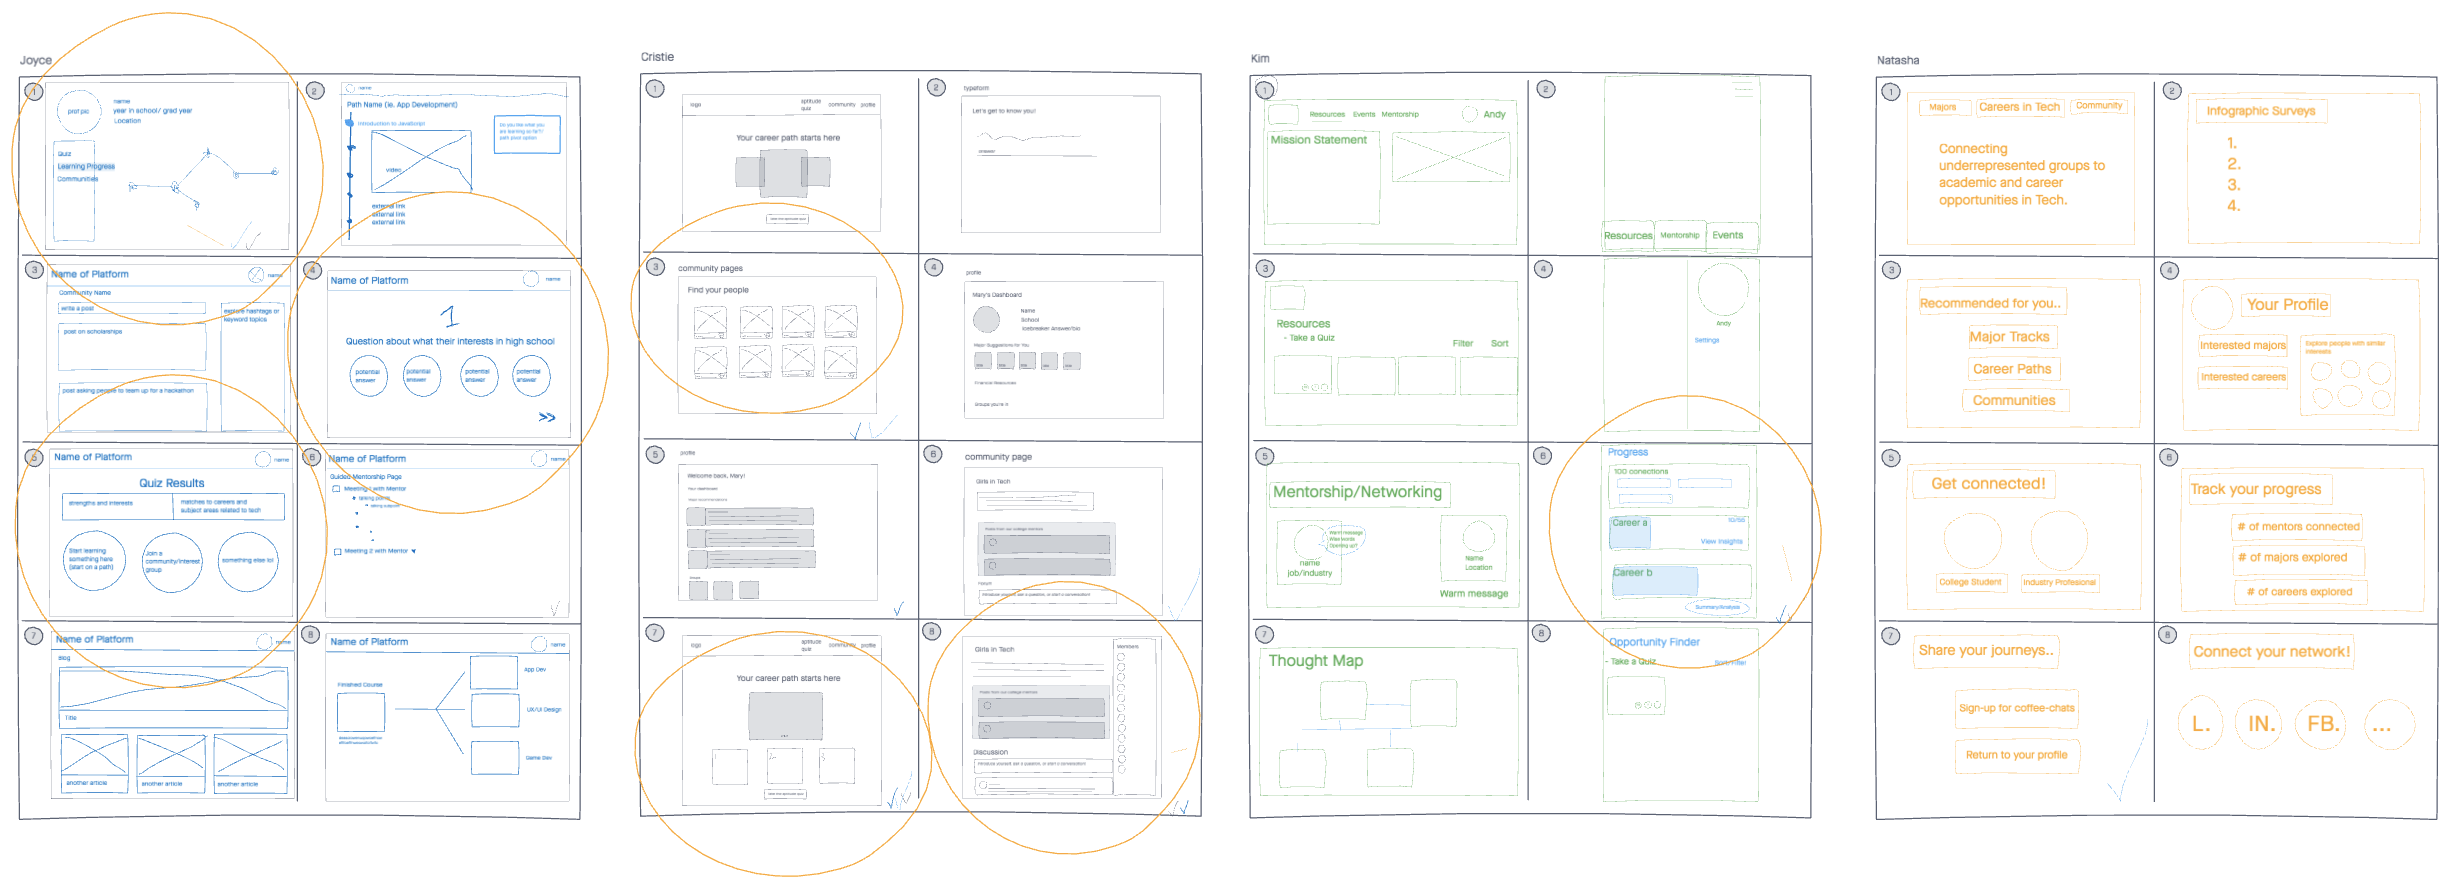 Joyce
1
prof pic
name
year in school/ grad year
Location
Quiz
Learning Progress
Communities
2
name
Path Name (ie. App Development)
Introduction to JavaScript
Do you like what you
are learning so far?/
path pivot option
video
external link
external link
external link
3
Name of Platform
name
Community Name
write a post
explore hashtags or
keyword topics
post on scholarships
post asking people to team up for a hackathon
4
Name of Platform
name
1
Question about what their interests in high school
potential
answer
potential
answer
potential
answer
potential
answer
>>
5
Name of Platform
name
Quiz Results
strengths and interests
matches to careers and
subject areas related to tech
Start learning
something here
(start on a path)
Join a
community/interest
group
something else lol
6
Name of Platform
name
Guided Mentorship Page
Meeting 1 with Mentor
talking points
talking subpoint
Meeting 2 with Mentor
7
Name of Platform
name
Blog
Title
another article
another article
another article
8
Name of Platform
name
Finished Course
App Dev
UX/UI Design
Game Dev
Cristie
1
logo
aptitude
quiz
community
profile
Your career path starts here
take the aptitude quiz
2
typeform
Let's get to know you!
answer
3
community pages
Find your people
4
profile
Mary's Dashboard
Name
School
Icebreaker Answer/bio
Major Suggestions for You
Financial Resources
Groups you're in
5
profile
Welcome back, Mary!
Your dashboard
6
community page
Girls in Tech
Posts from our college mentors
Forum
Introduce yourself, ask a question, or start a conversation!
7
logo
aptitude
quiz
community
profile
Your career path starts here
1
2
3
take the aptitude quiz
8
Girls in Tech
Members
Posts from our college mentors
Discussion
Introduce yourself, ask a question, or start a conversation!
Kim
1
Resources
Events
Mentorship
Andy
Mission Statement
2
Resources
Mentorship
Events
3
Resources
- Take a Quiz
Filter
Sort
4
Andy
Settings
5
Mentorship/Networking
Warm message
Wise words
Opening up?
name
job/industry
Name
Location
Warm message
6
Progress
100 conections
Career a
10/56
View Insights
Career b
Summary/Analysis
7
Thought Map
8
Opportunity Finder
- Take a Quiz
Sort/Filter
Natasha
1
Majors
Careers in Tech
Community
Connecting
underrepresented groups to
academic and career
opportunities in Tech.
2
Infographic Surveys
1.
2.
3.
4.
3
Recommended for you..
Major Tracks
Career Paths
Communities
4
Your Profile
Interested majors
Interested careers
Explore people with similar
interests
5
Get connected!
College Student
Industry Profesional
6
Track your progress
# of mentors connected
# of majors explored
# of careers explored
7
Share your journeys..
Sign-up for coffee-chats
Return to your profile
8
Connect your network!
L.
IN.
FB.
...